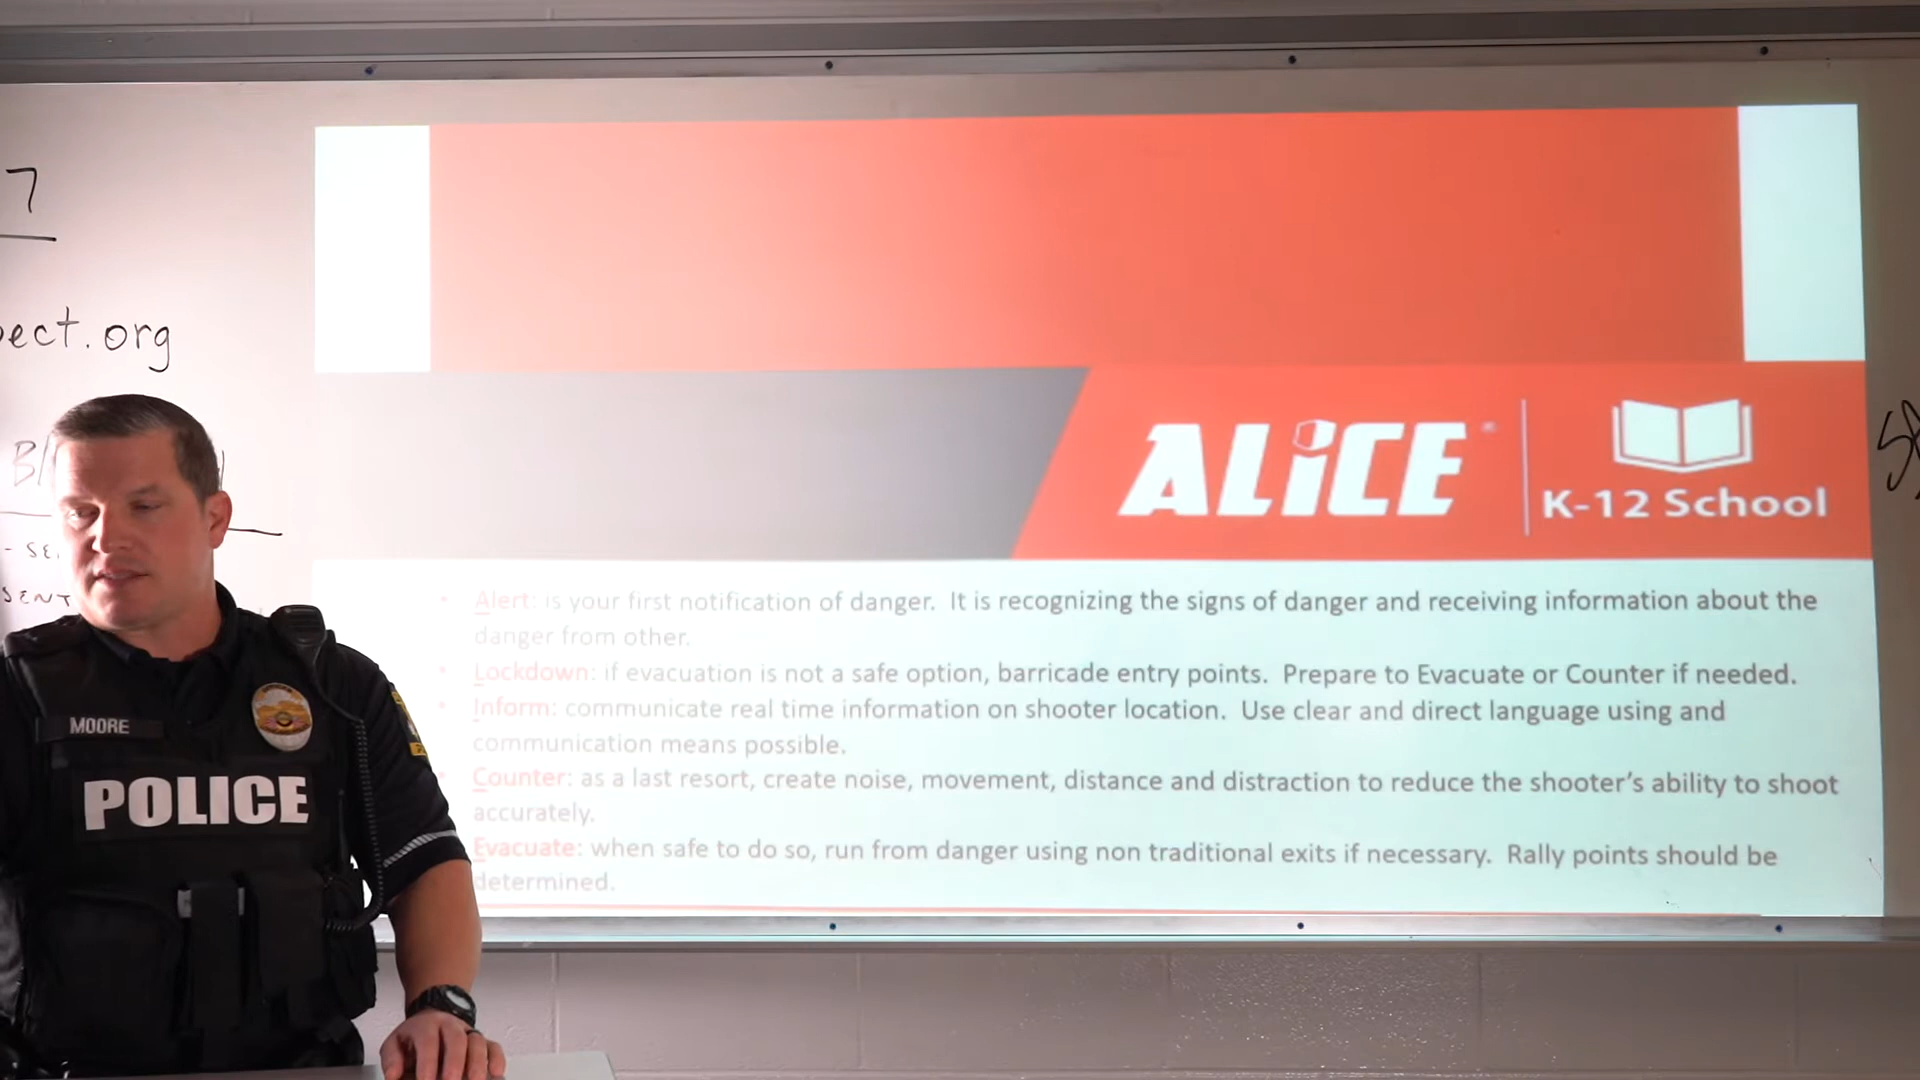 7
ect.org
ALiCE
K-12 School
Alert: is your first notification of danger. It is recognizing the signs of danger and receiving information about the
danger from other.
Lockdown: if evacuation is not a safe option, barricade entry points. Prepare to Evacuate or Counter if needed.
Inform: communicate real time information on shooter location. Use clear and direct language using and
communication means possible.
Counter: as a last resort, create noise, movement, distance and distraction to reduce the shooter's ability to shoot
accurately.
Evacuate: when safe to do so, run from danger using non traditional exits if necessary. Rally points should be
determined.
MOORE
POLICE